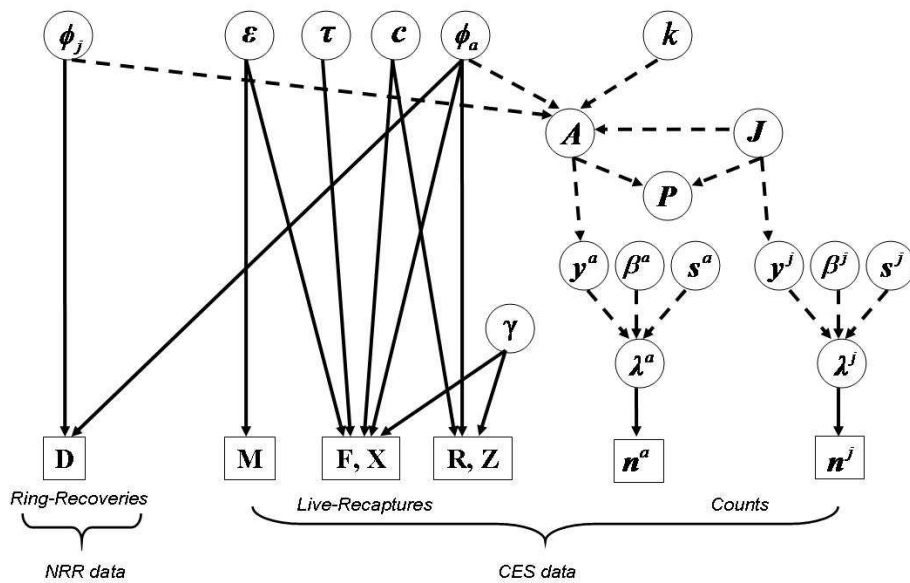 ϕⱼ ε τ c ϕₐ k
A J
P
yᵃ βᵃ sᵃ yʲ βʲ sʲ
γ
λᵃ λʲ
D M F, X R, Z nᵃ nʲ
Ring-Recoveries Live-Recaptures Counts
NRR data CES data